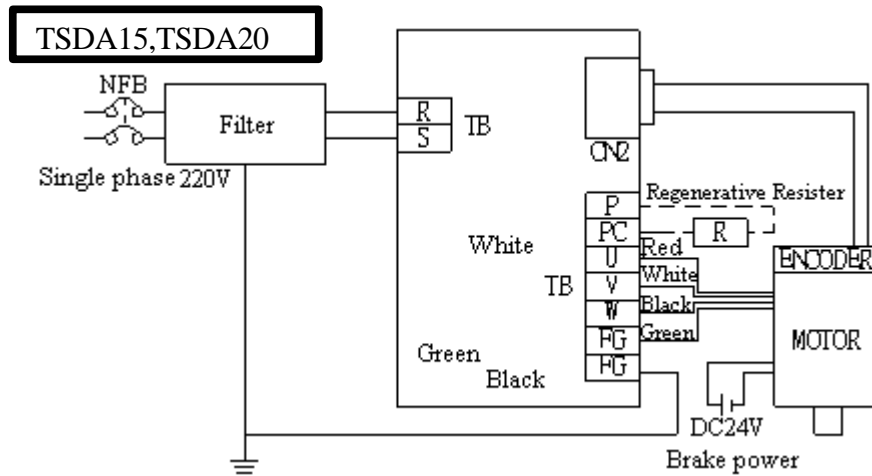 TSDA15,TSDA20
NFB
Filter
Single phase 220V
R
S
TB
CN2
P
PC
U
V
W
FG
FG
TB
Regenerative Resister
R
Red
White
Black
Green
White
Green
Black
ENCODER
MOTOR
DC24V
Brake power